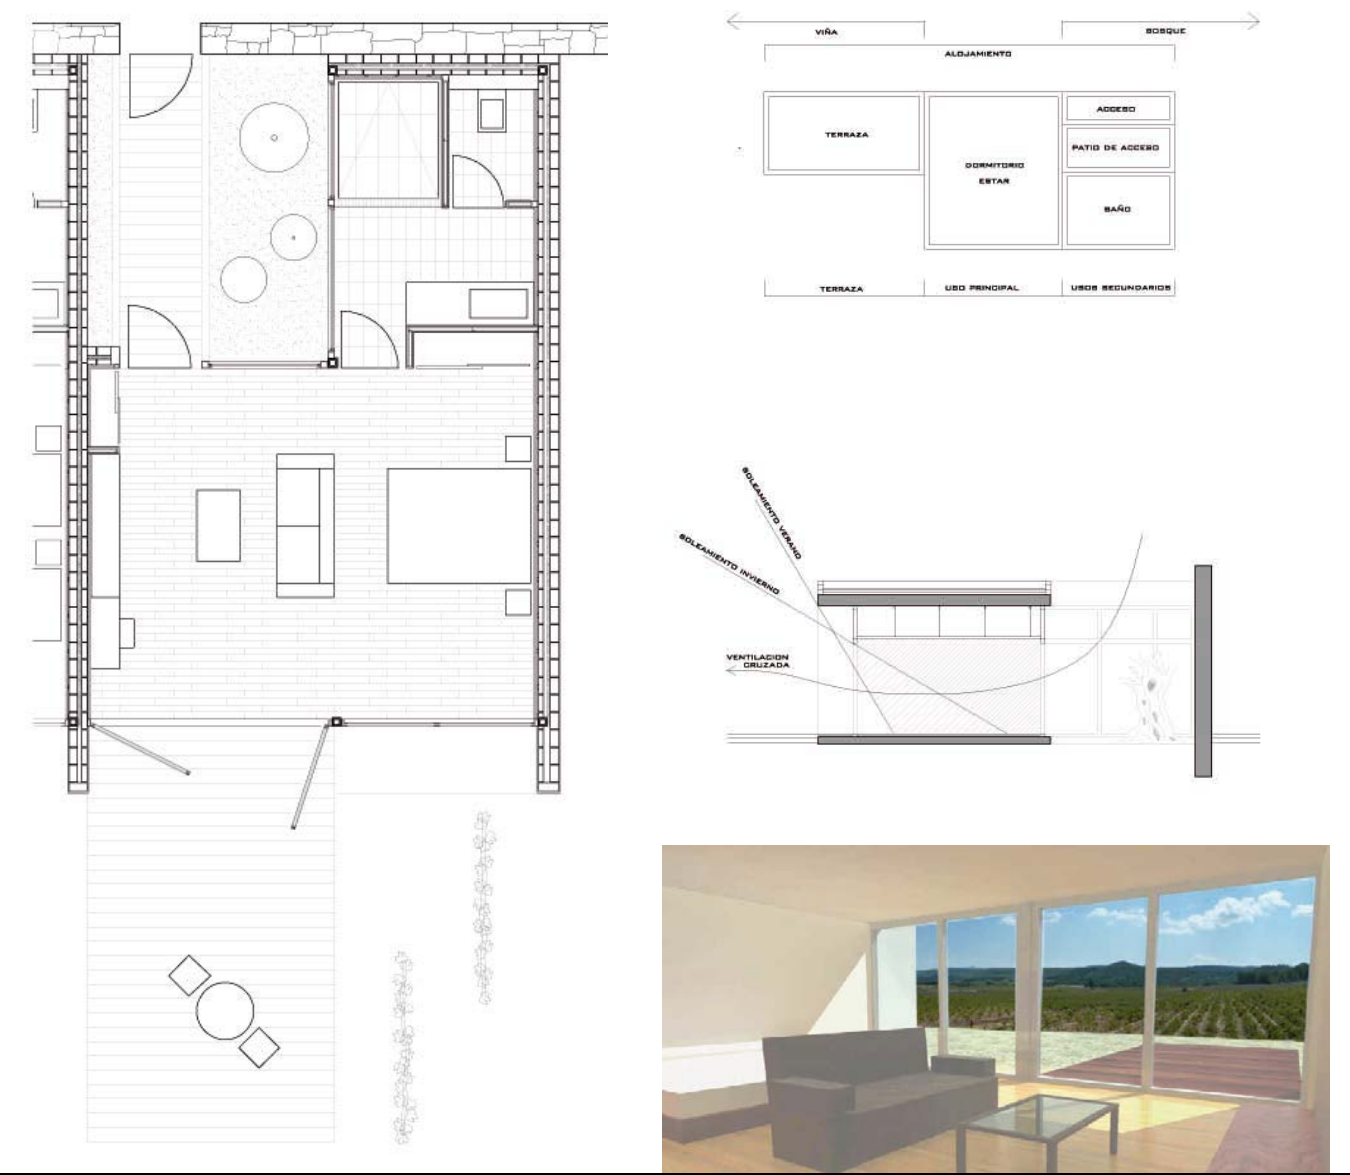 VIÑA
BOSQUE
ALOJAMIENTO
TERRAZA
DORMITORIO
ESTAR
ACCESO
PATIO DE ACCESO
BAÑO
TERRAZA
USO PRINCIPAL
USOS SECUNDARIOS
SOLEAMIENTO VERANO
SOLEAMIENTO INVIERNO
VENTILACION
CRUZADA